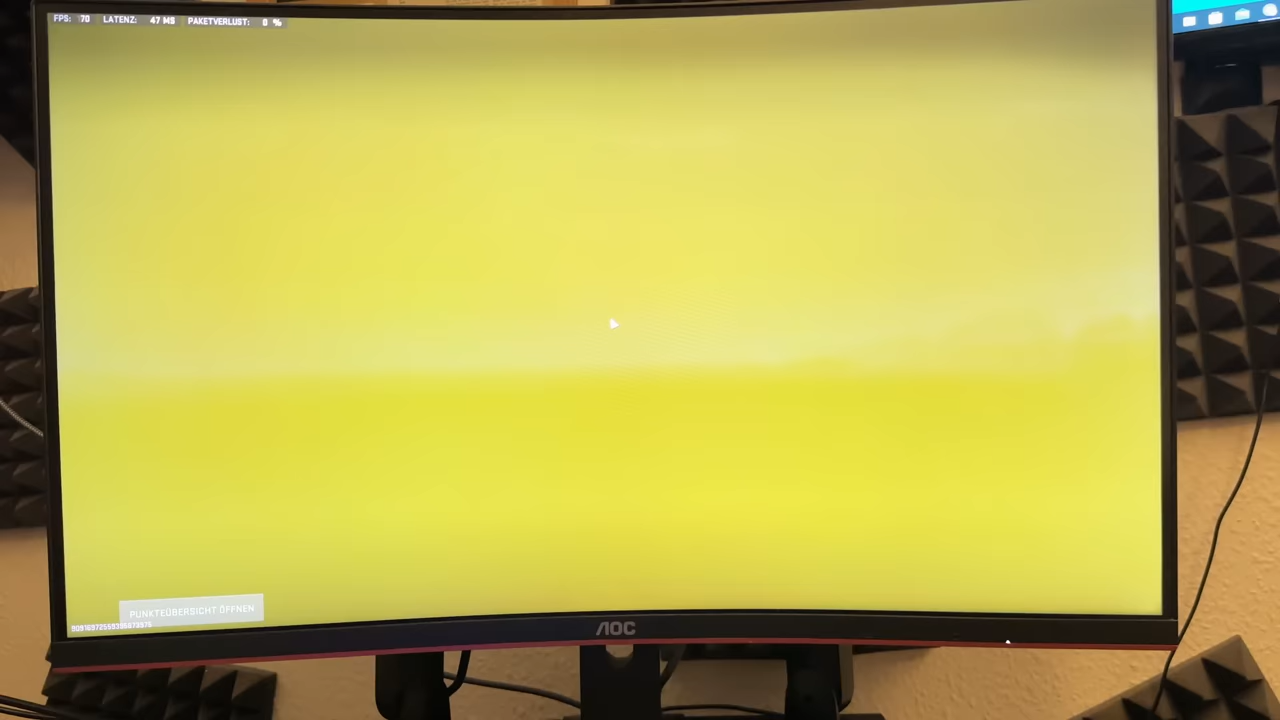 FPS: 70 LATENZ: 47 MS PAKETVERLUST: 0 %
PUNKTEÜBERSICHT ÖFFNEN
AOC